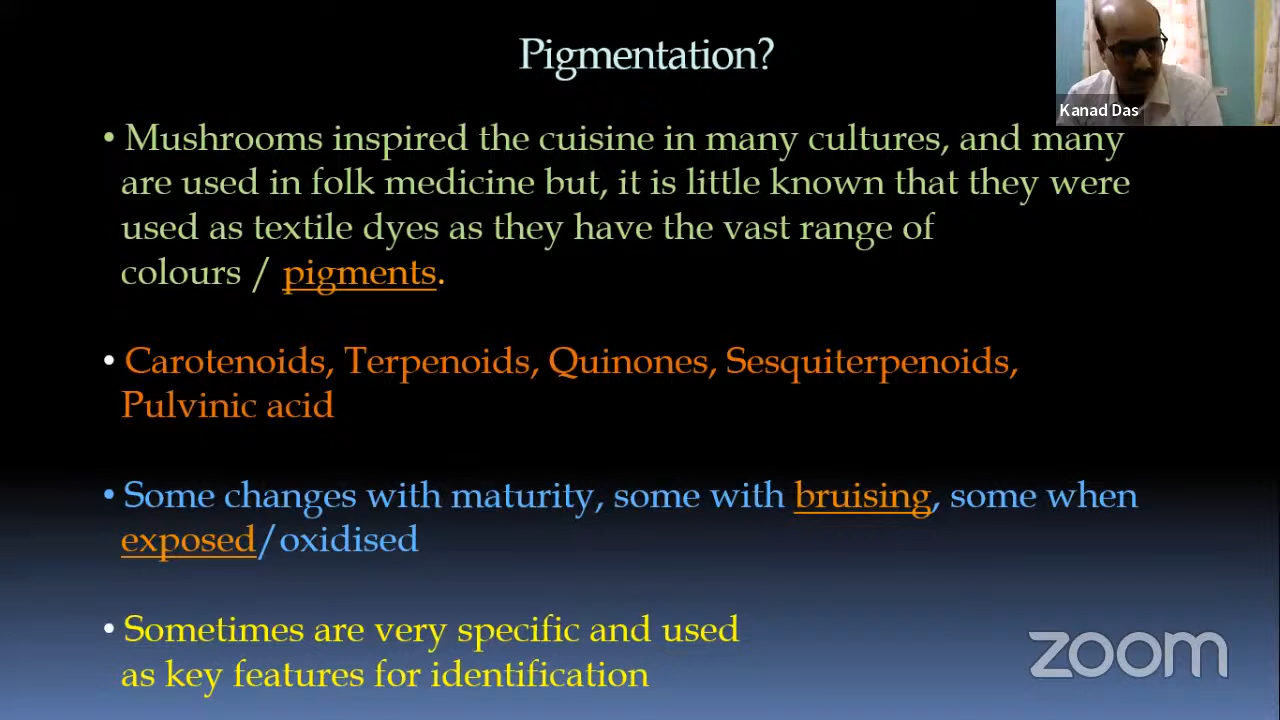 Pigmentation?
Kanad Das
• Mushrooms inspired the cuisine in many cultures, and many
are used in folk medicine but, it is little known that they were
used as textile dyes as they have the vast range of
colours / pigments.
• Carotenoids, Terpenoids, Quinones, Sesquiterpenoids,
Pulvinic acid
• Some changes with maturity, some with bruising, some when
exposed/oxidised
• Sometimes are very specific and used
as key features for identification
zoom